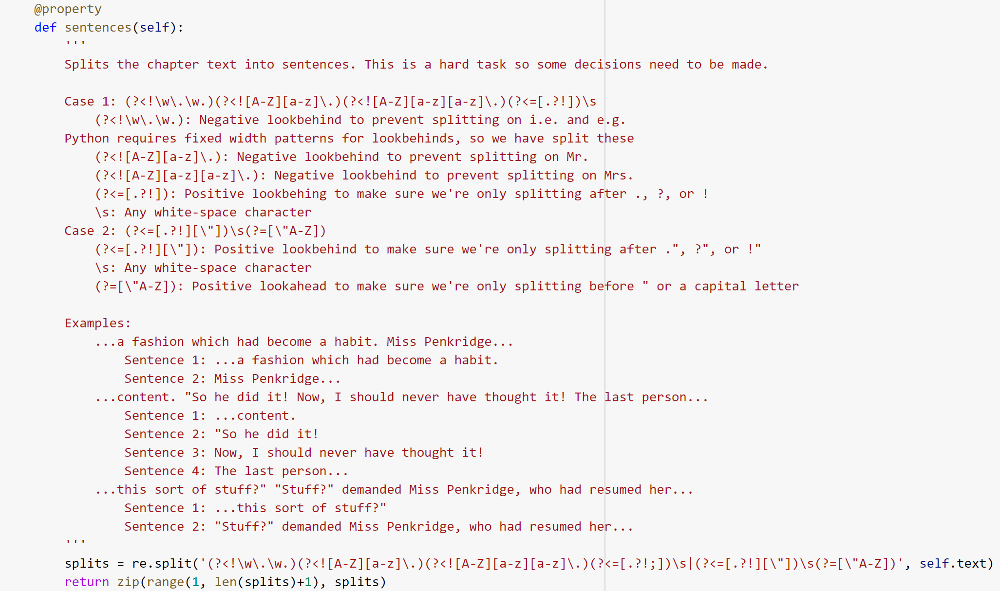 @property
def sentences(self):
'''
Splits the chapter text into sentences. This is a hard task so some decisions need to be made.
Case 1: (?<!\w\.\w.)(?<![A-Z][a-z]\.)(?<![A-Z][a-z][a-z]\.)(?<=[.?!])\s
(?<!\w\.\w.): Negative lookbehind to prevent splitting on i.e. and e.g.
Python requires fixed width patterns for lookbehinds, so we have split these
(?<![A-Z][a-z]\.): Negative lookbehind to prevent splitting on Mr.
(?<![A-Z][a-z][a-z]\.): Negative lookbehind to prevent splitting on Mrs.
(?<=[.?!]): Positive lookbehing to make sure we're only splitting after ., ?, or !
\s: Any white-space character
Case 2: (?<=[.?!][\"])\s(?=[\"A-Z])
(?<=[.?!][\"]): Positive lookbehind to make sure we're only splitting after .", ?", or !"
\s: Any white-space character
(?=[\"A-Z]): Positive lookahead to make sure we're only splitting before " or a capital letter
Examples:
...a fashion which had become a habit. Miss Penkridge...
Sentence 1: ...a fashion which had become a habit.
Sentence 2: Miss Penkridge...
...content. "So he did it! Now, I should never have thought it! The last person...
Sentence 1: ...content.
Sentence 2: "So he did it!
Sentence 3: Now, I should never have thought it!
Sentence 4: The last person...
...this sort of stuff?" "Stuff?" demanded Miss Penkridge, who had resumed her...
Sentence 1: ...this sort of stuff?"
Sentence 2: "Stuff?" demanded Miss Penkridge, who had resumed her...
'''
splits = re.split('(?<!\w\.\w.)(?<![A-Z][a-z]\.)(?<![A-Z][a-z][a-z]\.)(?<=[.?!;])\s|(?<=[.?!][\"])\s(?=[\"A-Z])', self.text)
return zip(range(1, len(splits)+1), splits)